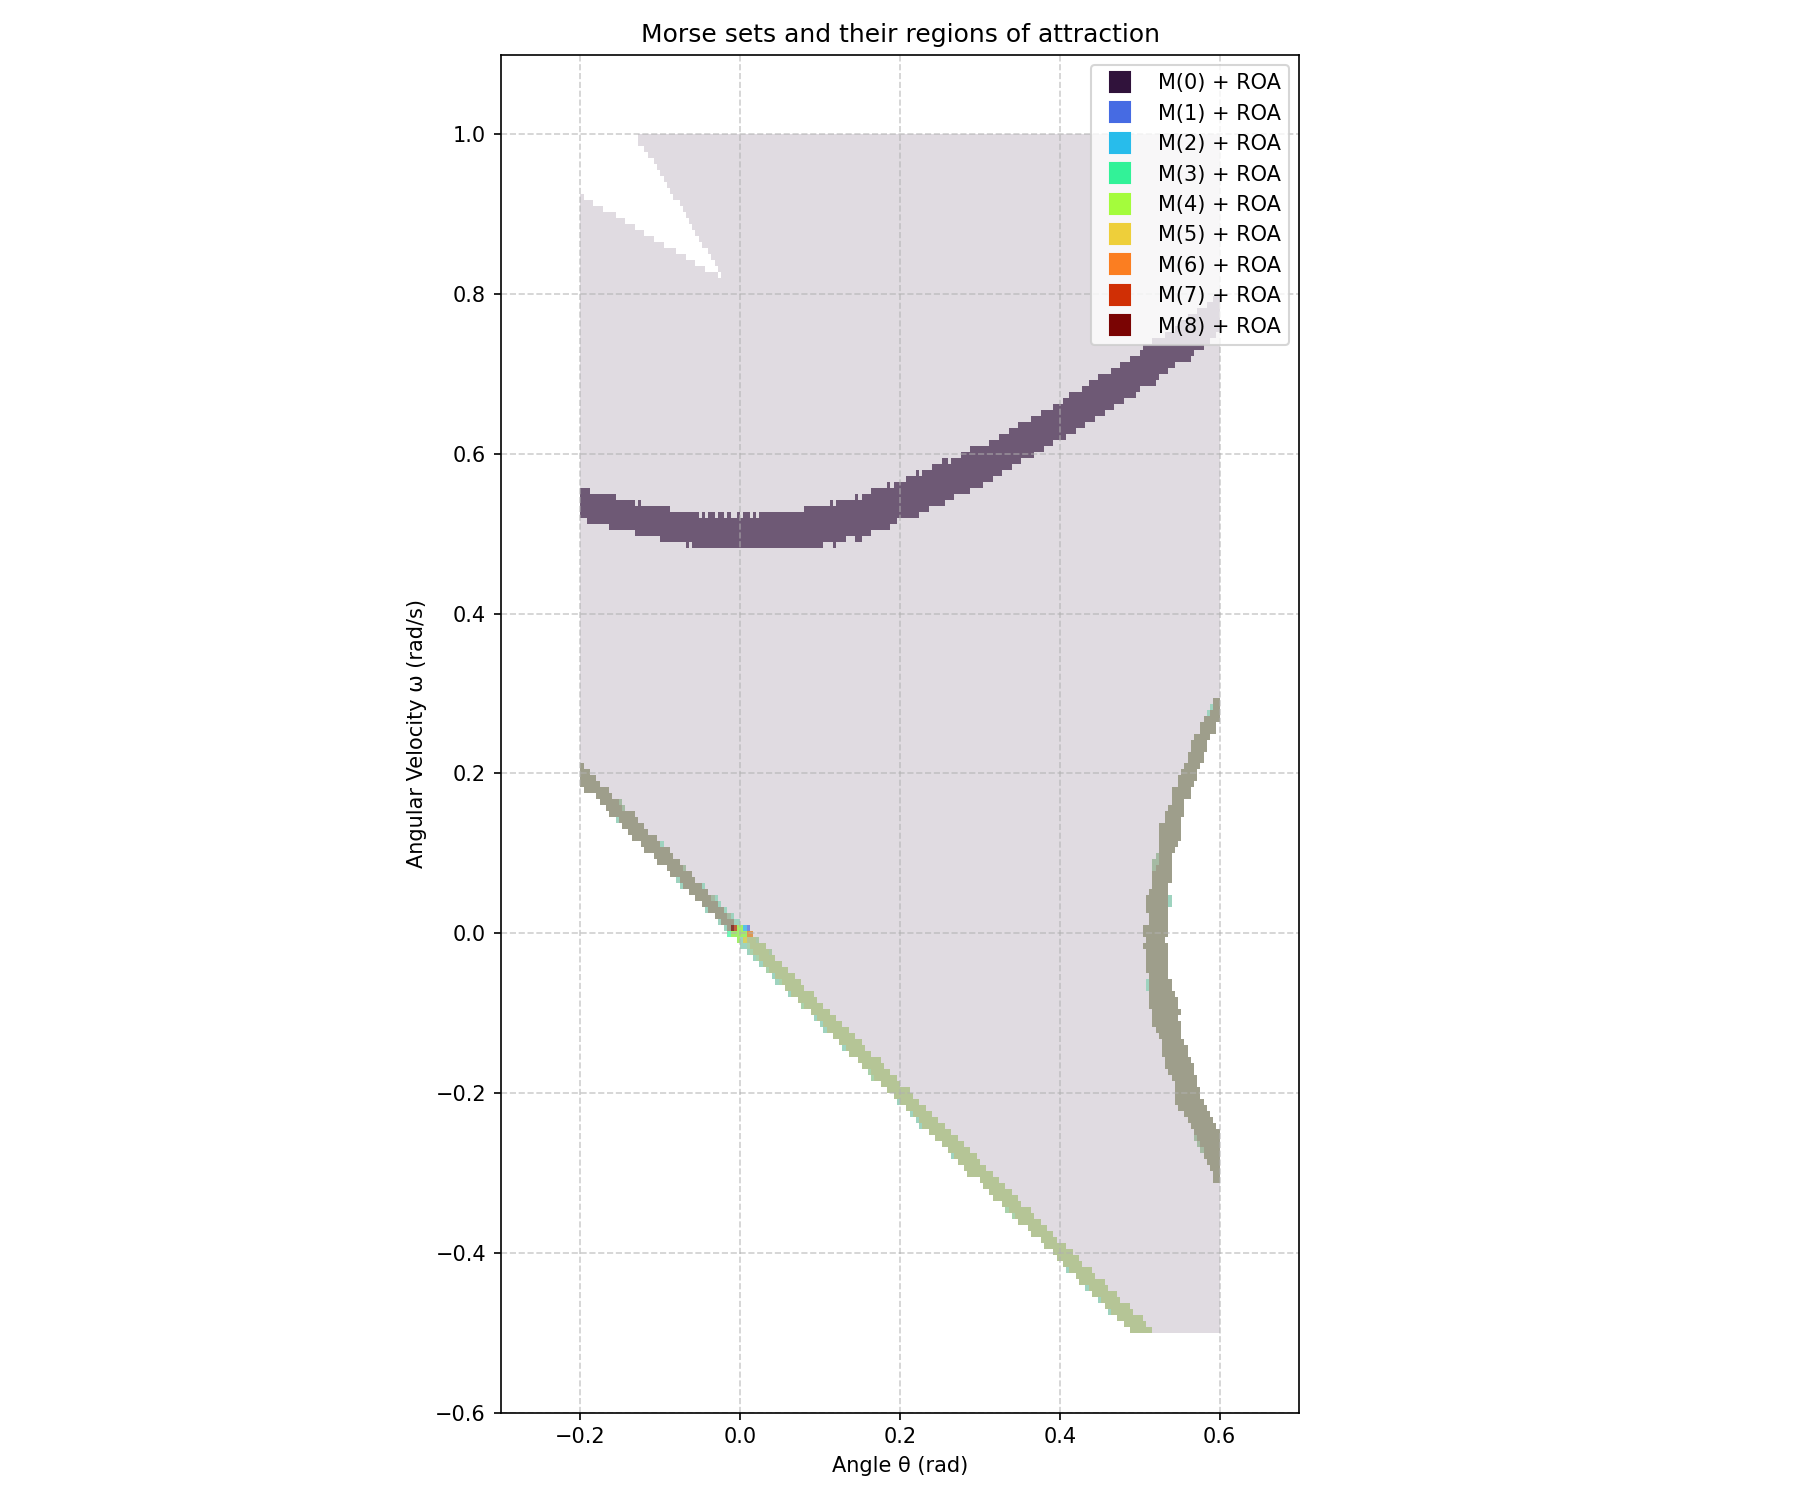 Morse sets and their regions of attraction
M(0) + ROA
M(1) + ROA
M(2) + ROA
M(3) + ROA
M(4) + ROA
M(5) + ROA
M(6) + ROA
M(7) + ROA
M(8) + ROA
1.0
0.8
0.6
0.4
0.2
0.0
−0.2
−0.4
−0.6
Angular Velocity ω (rad/s)
−0.2
0.0
0.2
0.4
0.6
Angle θ (rad)